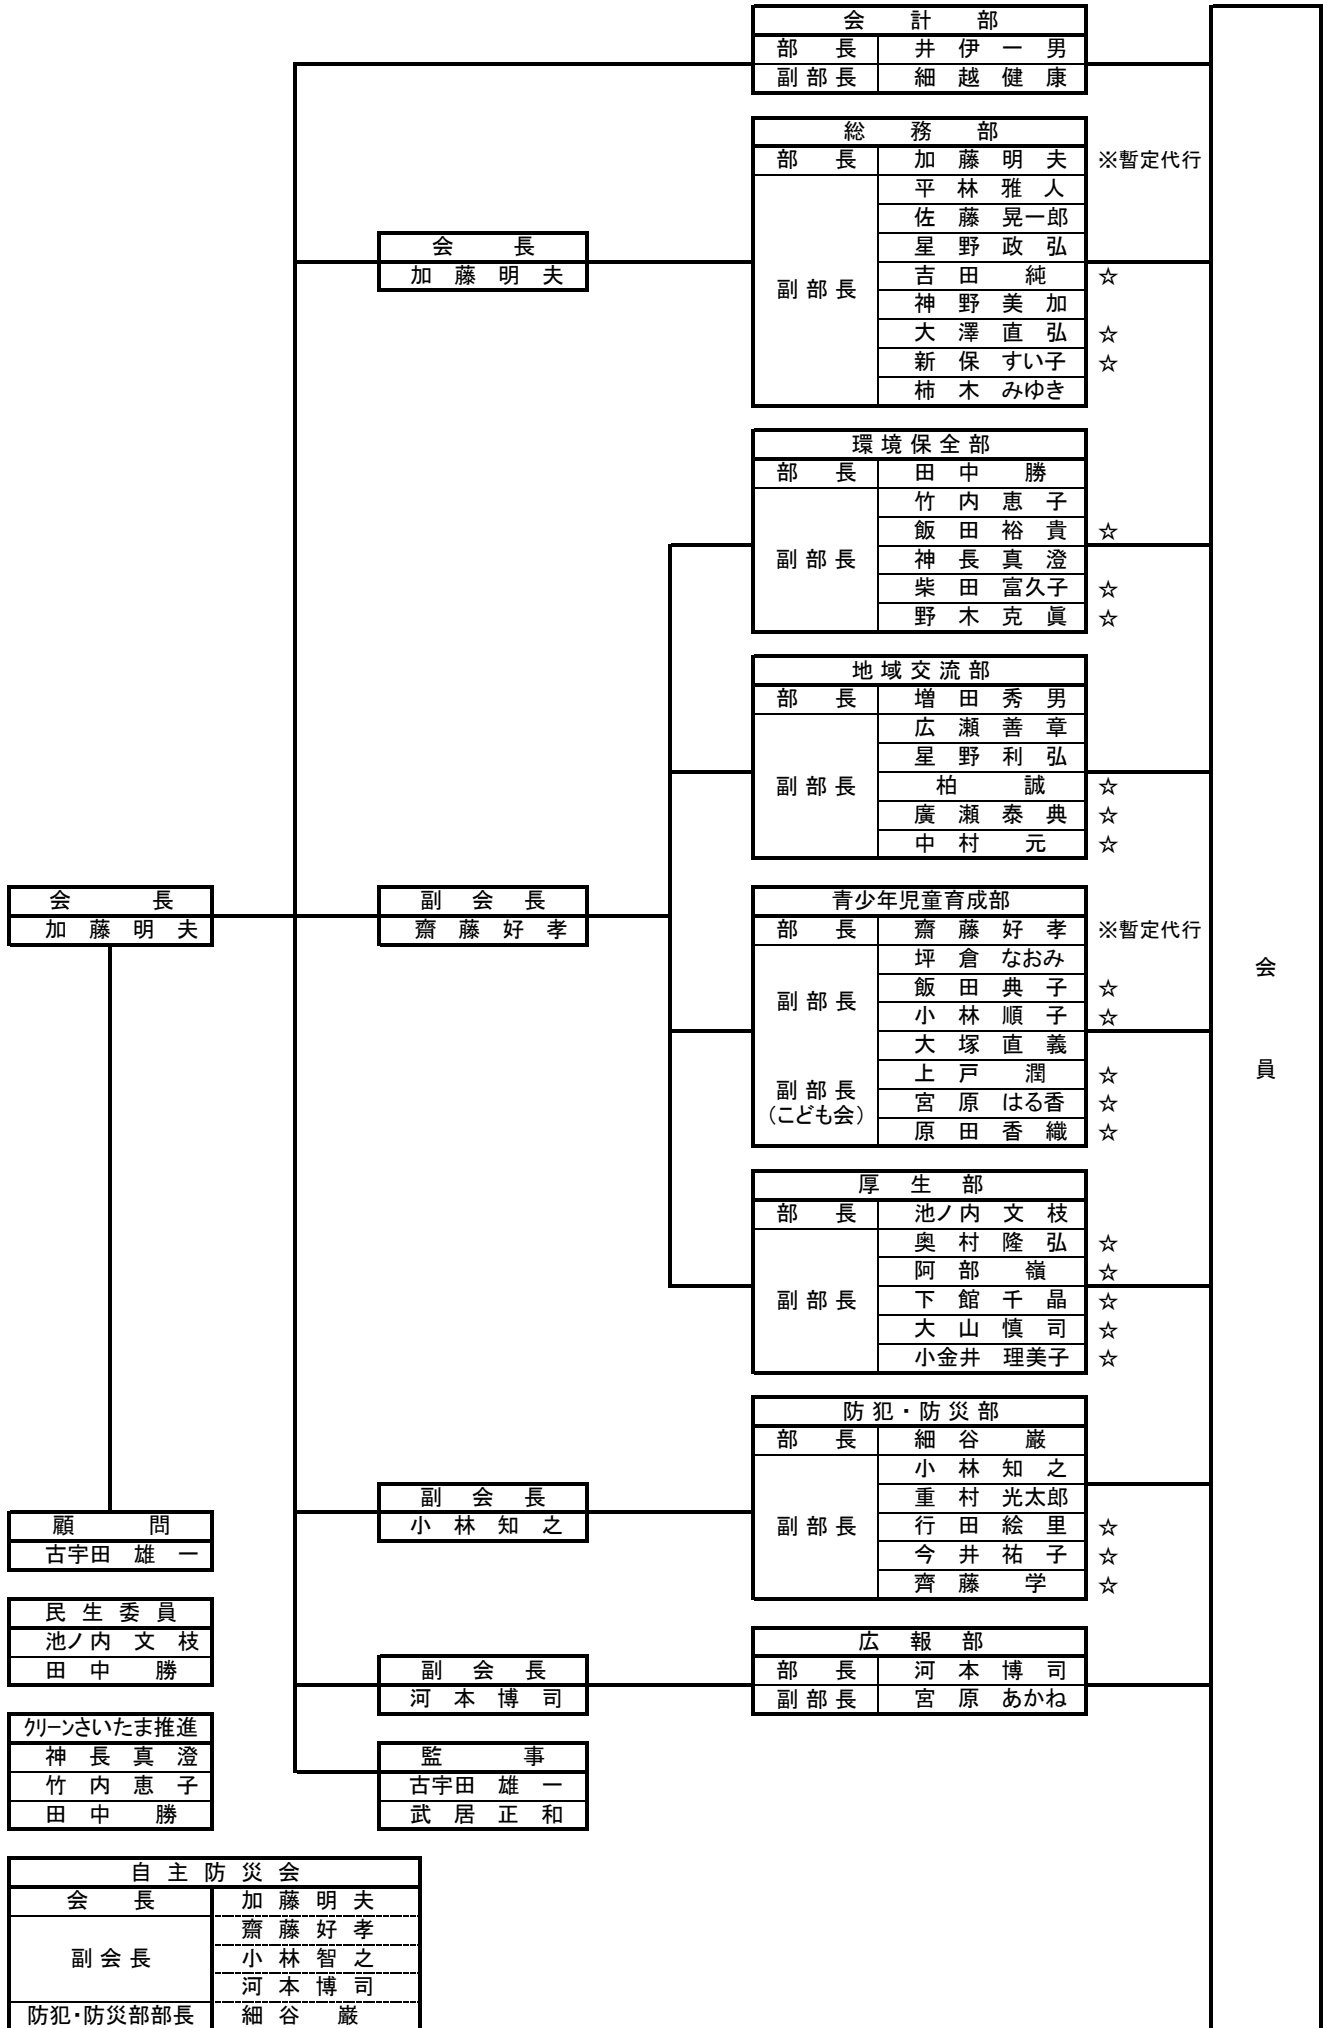 会計部
部長 井伊一男
副部長 細越健康
総務部
部長 加藤明夫 ※暫定代行
副部長
平林雅人
佐藤晃一郎
星野政弘
吉田純 ☆
神野美加
大澤直弘 ☆
新保すい子 ☆
柿木みゆき
会長
加藤明夫
環境保全部
部長 田中勝
副部長
竹内恵子
飯田裕貴 ☆
神長真澄
柴田富久子 ☆
野木克眞 ☆
地域交流部
部長 増田秀男
副部長
広瀬善章
星野利弘
柏誠 ☆
廣瀬泰典 ☆
中村元 ☆
会長
加藤明夫
副会長
齋藤好孝
青少年児童育成部
部長 齋藤好孝 ※暫定代行
副部長
坪倉なおみ
飯田典子 ☆
小林順子 ☆
大塚直義
副部長
（こども会）
上戸潤 ☆
宮原はる香 ☆
原田香織 ☆
会員
厚生部
部長 池ノ内文枝
副部長
奥村隆弘 ☆
阿部嶺 ☆
下館千晶 ☆
大山慎司 ☆
小金井理美子 ☆
防犯・防災部
部長 細谷巌
副部長
小林知之
重村光太郎
行田絵里 ☆
今井祐子 ☆
齊藤学 ☆
副会長
小林知之
顧問
古宇田雄一
民生委員
池ノ内文枝
田中勝
副会長
河本博司
広報部
部長 河本博司
副部長 宮原あかね
クリーンさいたま推進
神長真澄
竹内恵子
田中勝
監事
古宇田雄一
武居正和
自主防災会
会長 加藤明夫
副会長
齋藤好孝
小林智之
河本博司
防犯・防災部部長 細谷巌